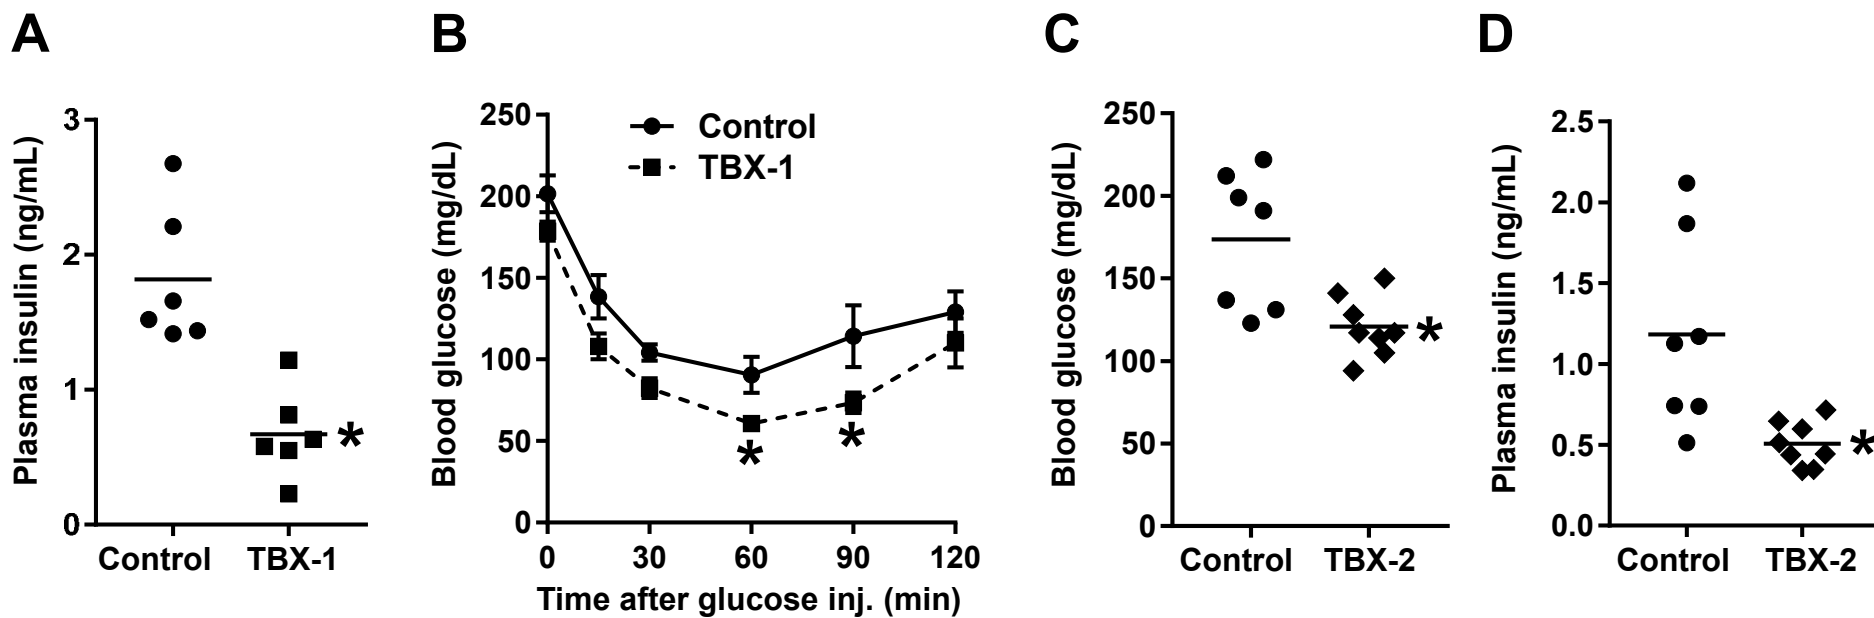 A
Plasma insulin (ng/mL)
3
2
1
0
Control
TBX-1
*
B
Blood glucose (mg/dL)
250
200
150
100
50
0
Control
TBX-1
*
*
0
30
60
90
120
Time after glucose inj. (min)
C
Blood glucose (mg/dL)
250
200
150
100
50
0
*
Control
TBX-2
D
Plasma insulin (ng/mL)
2.5
2.0
1.5
1.0
0.5
0.0
*
Control
TBX-2